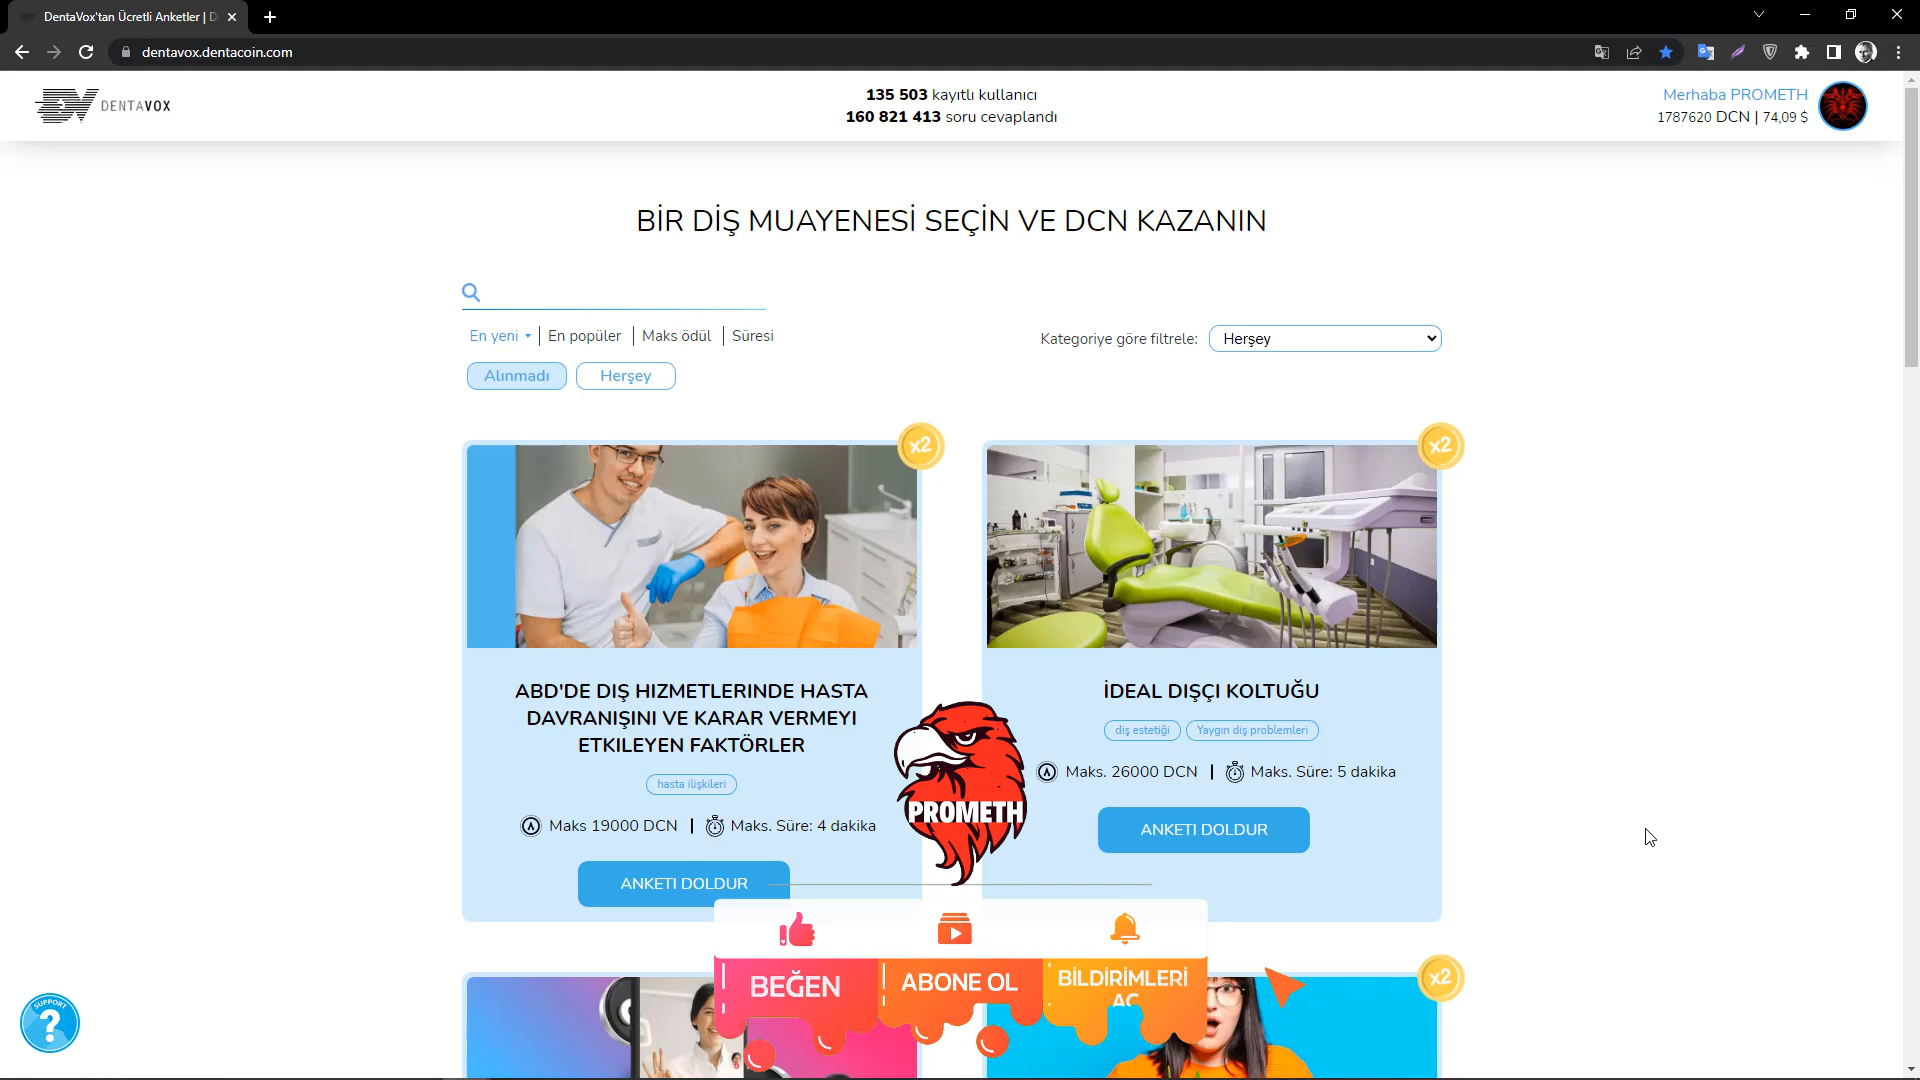 DentaVox'tan Ücretli Anketler | D
dentavox.dentacoin.com
DENTAVOX
135 503 kayıtlı kullanıcı
160 821 413 soru cevaplandı
Merhaba PROMETH
1787620 DCN | 74,09 $
BİR DİŞ MUAYENESİ SEÇİN VE DCN KAZANIN
En yeni | En popüler | Maks ödül | Süresi
Kategoriye göre filtrele: Herşey
Alınmadı Herşey
x2
x2
ABD'DE DIŞ HIZMETLERINDE HASTA
DAVRANIŞINI VE KARAR VERMEYI
ETKILEYEN FAKTÖRLER
hasta ilişkileri
Maks 19000 DCN | Maks. Süre: 4 dakika
ANKETI DOLDUR
İDEAL DIŞÇI KOLTUĞU
diş estetiği Yaygın diş problemleri
Maks. 26000 DCN | Maks. Süre: 5 dakika
ANKETI DOLDUR
PROMETH
BEĞEN
ABONE OL
BİLDİRİMLERİ
AÇ
x2
SUPPORT
?